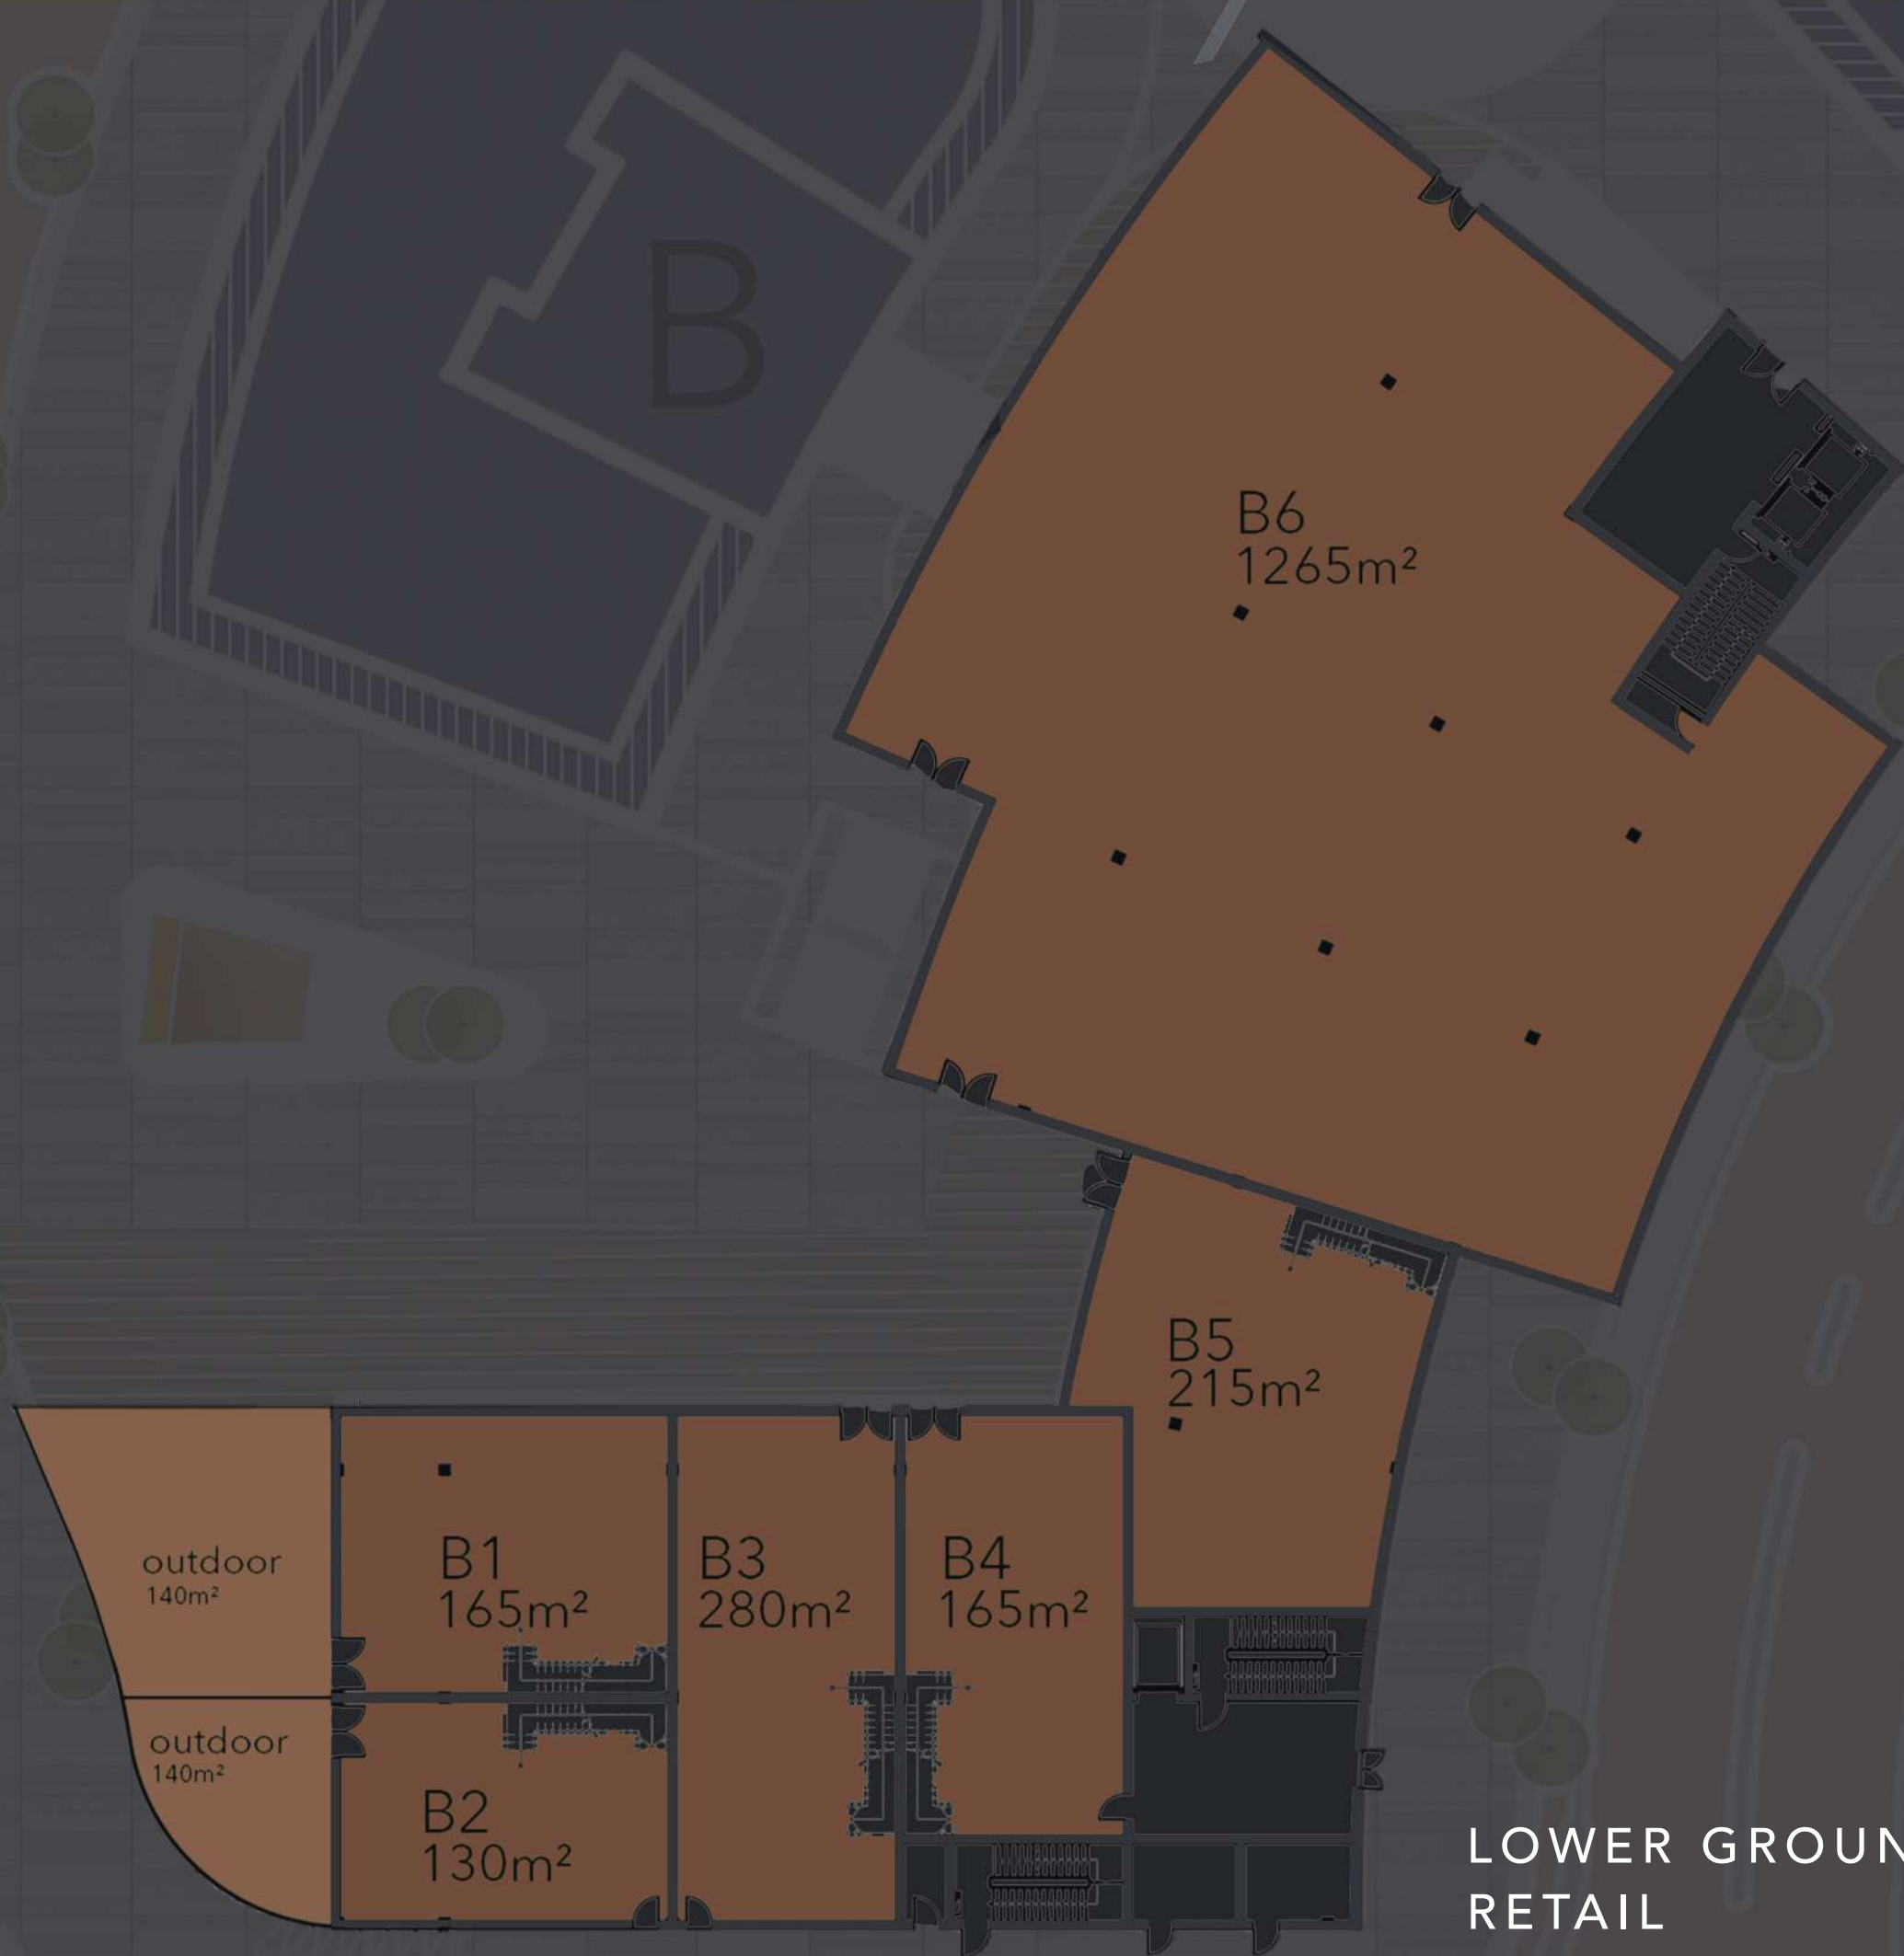 B
B6
1265m²
B5
215m²
outdoor
140m²
B1
165m²
B3
280m²
B4
165m²
outdoor
140m²
B2
130m²
LOWER GROUN
RETAIL